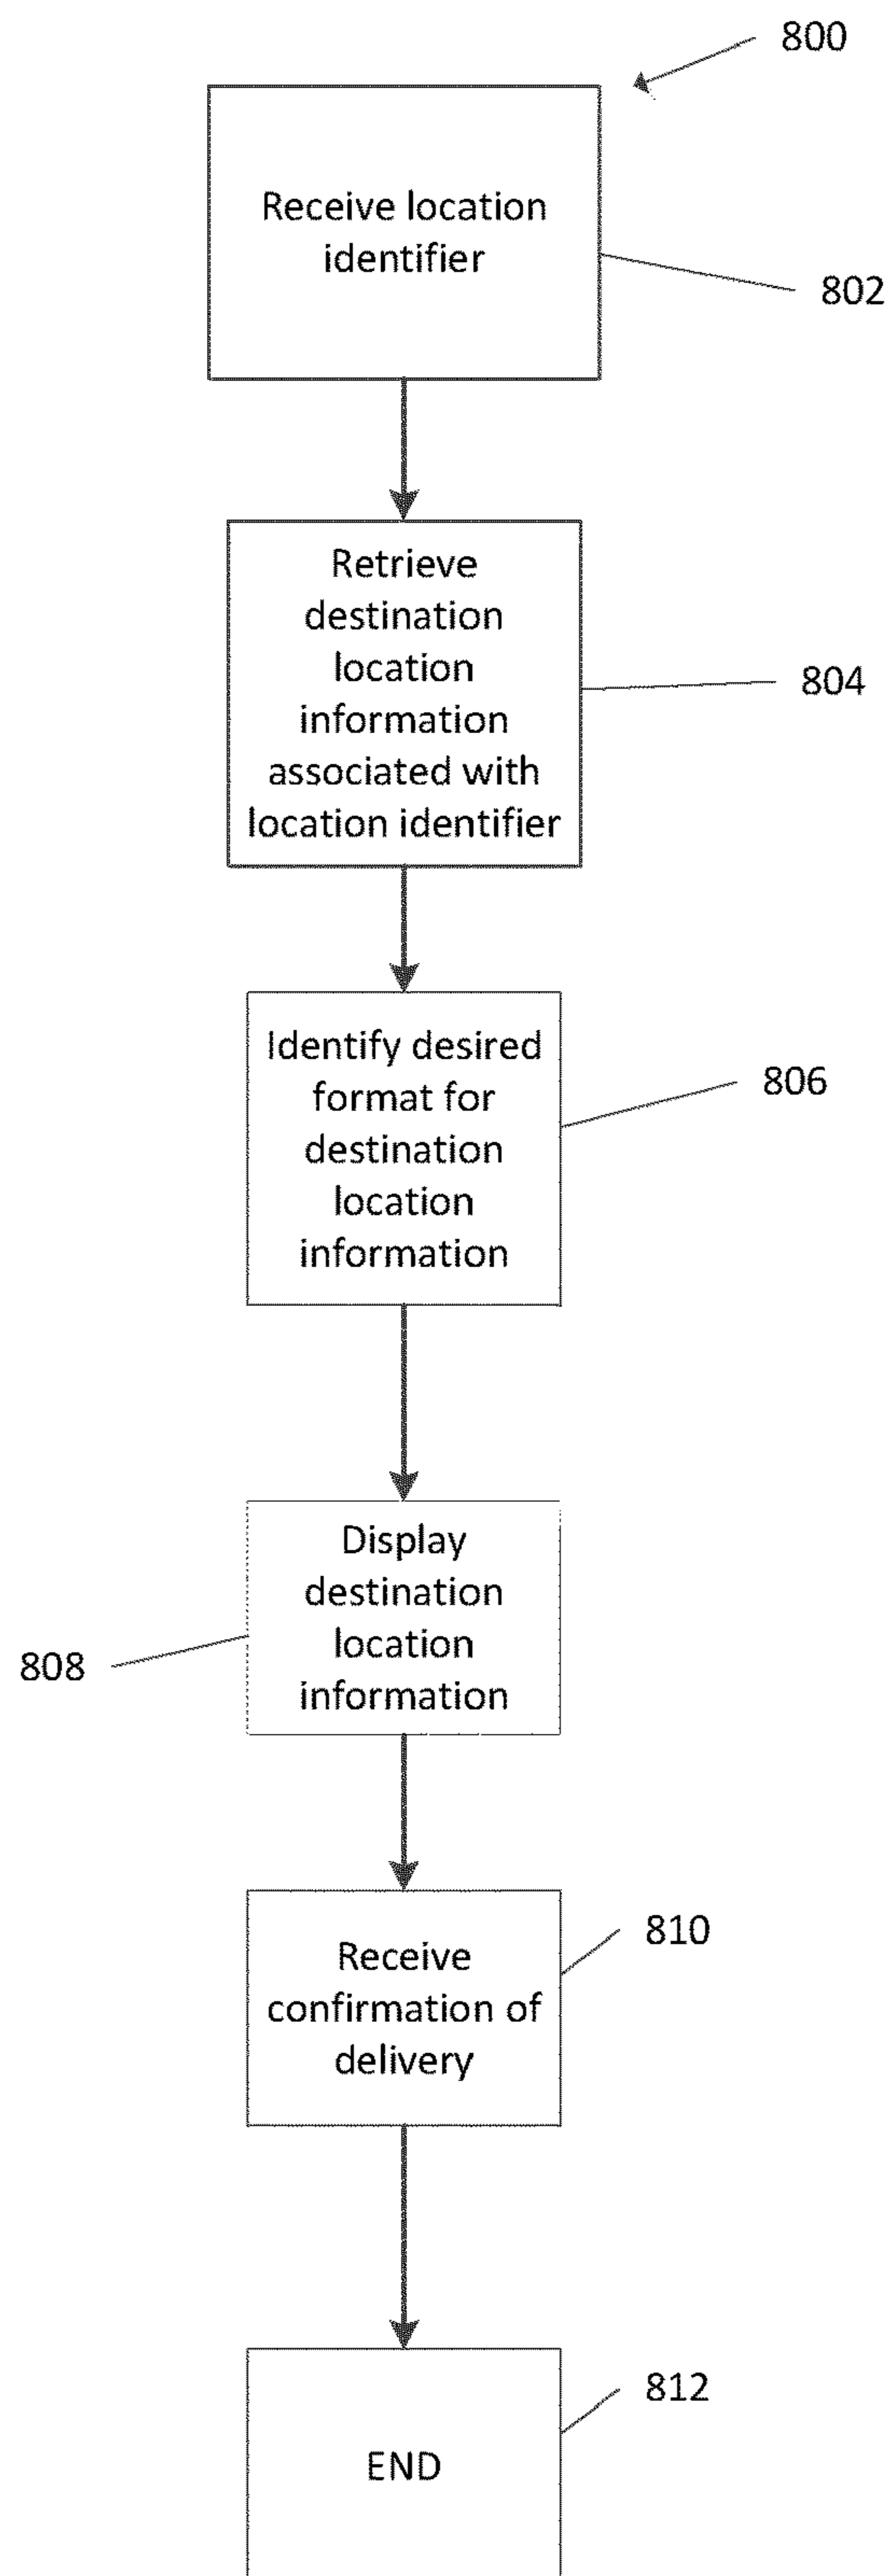 800
Receive location
identifier
802
Retrieve
destination
location
information
associated with
location identifier
804
Identify desired
format for
destination
location
information
806
Display
destination
location
information
808
Receive
confirmation of
delivery
810
END
812